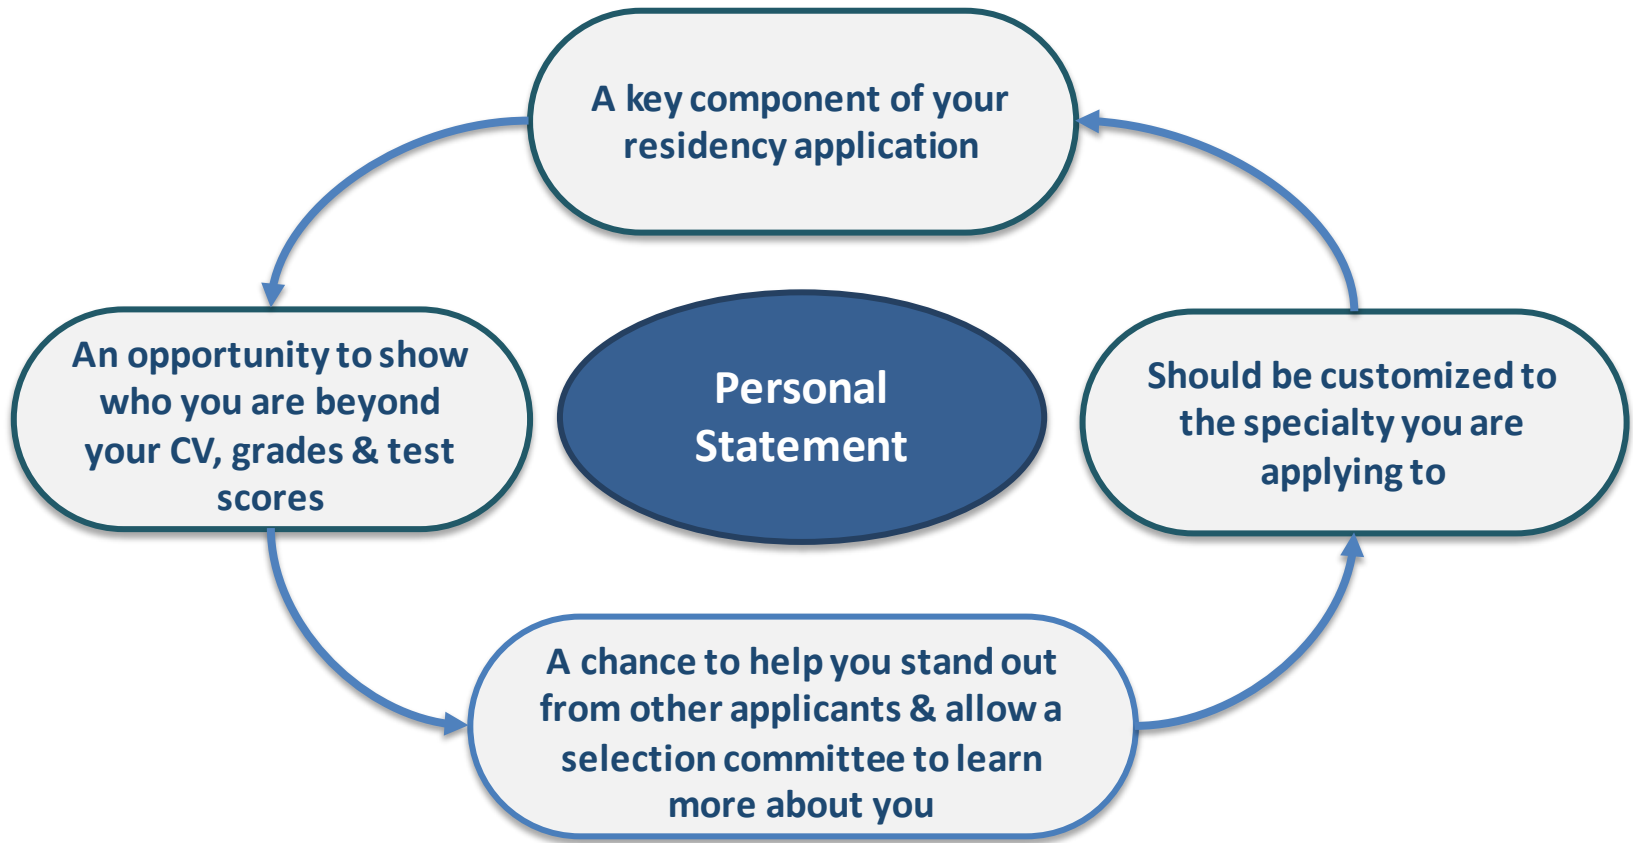 A key component of your
residency application
An opportunity to show
who you are beyond
your CV, grades & test
scores
Personal
Statement
Should be customized to
the specialty you are
applying to
A chance to help you stand out
from other applicants & allow a
selection committee to learn
more about you